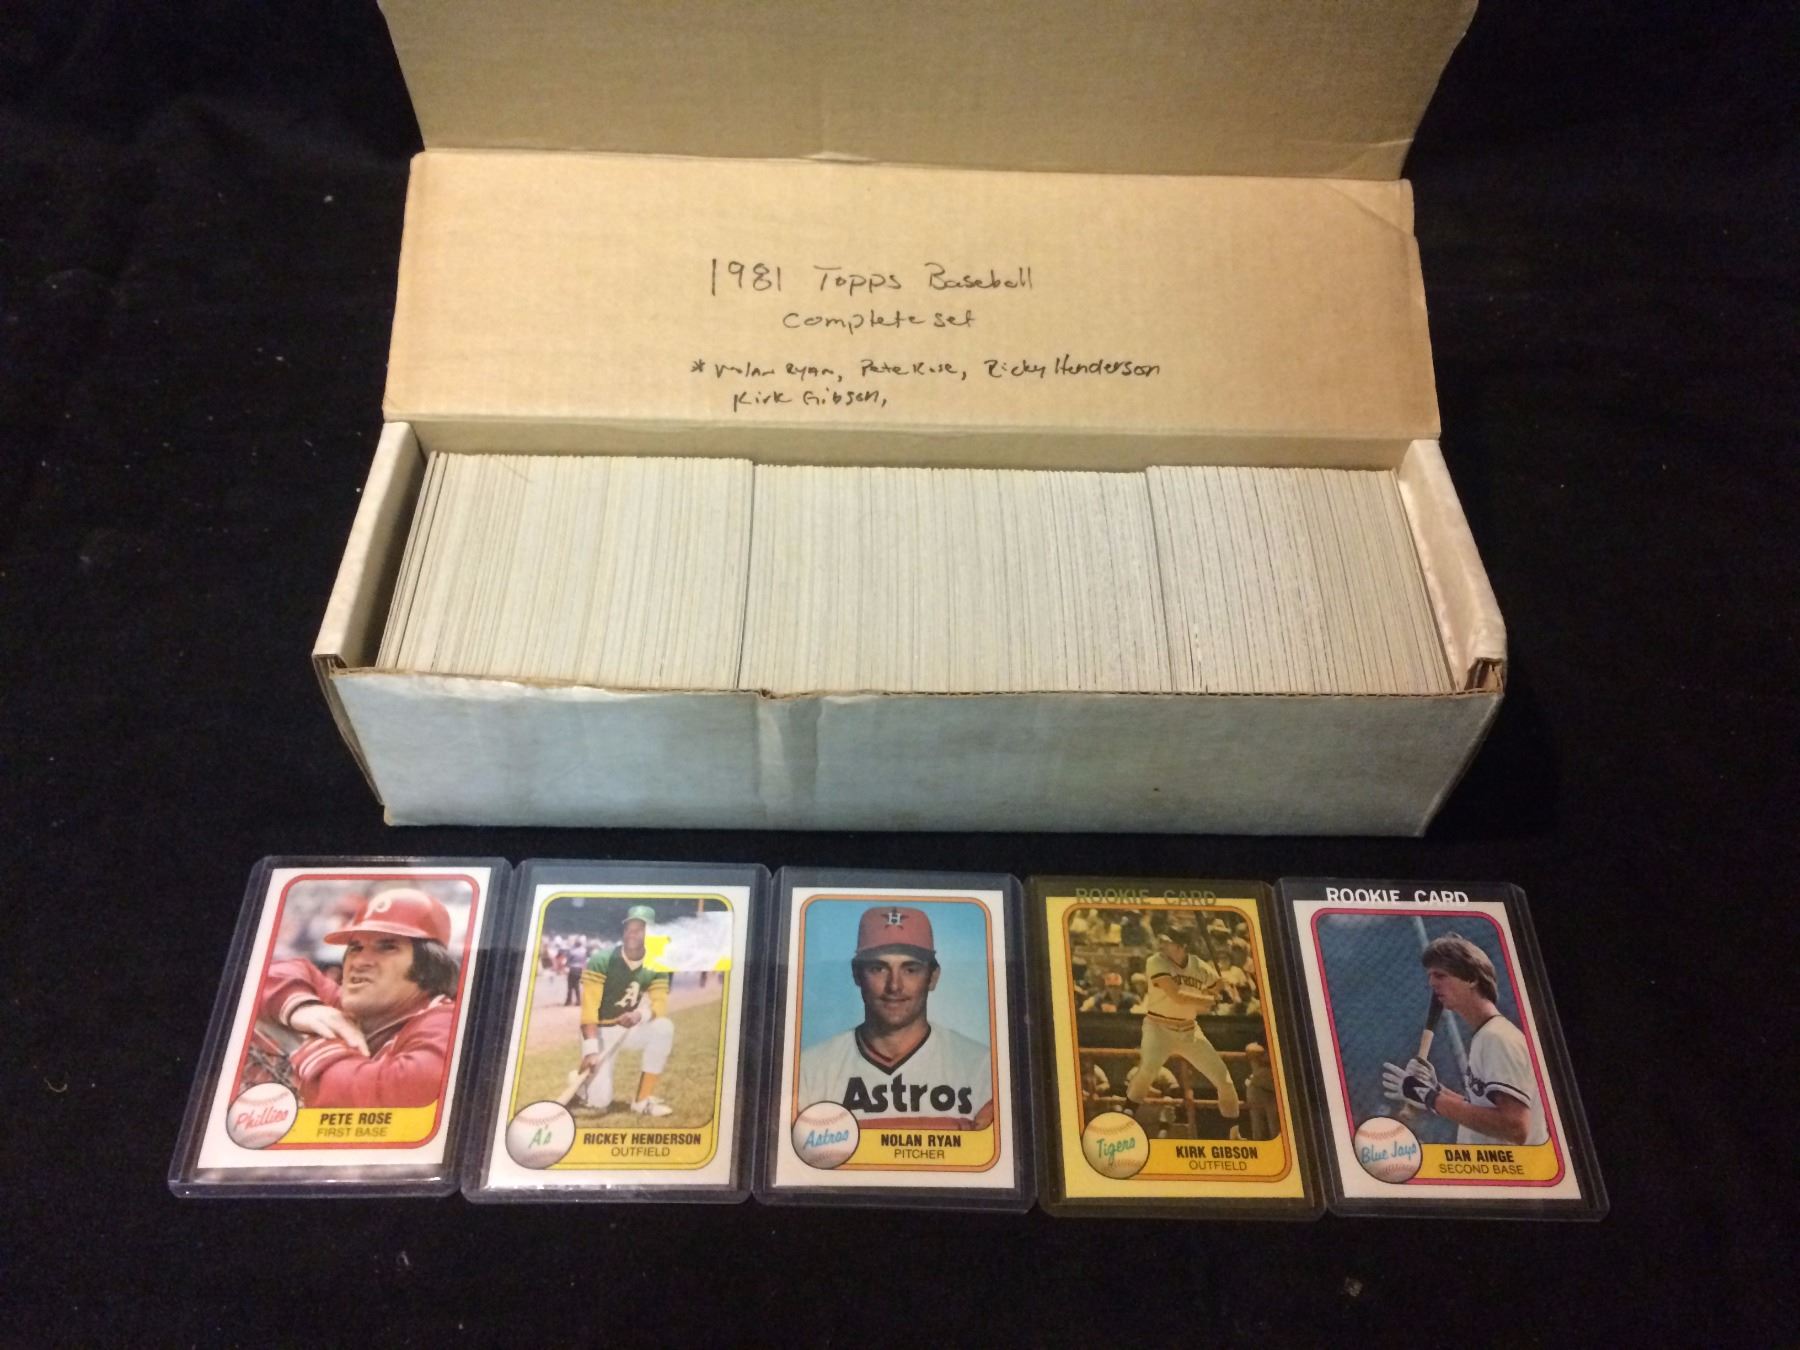 1981 Topps Baseball
complete set
* Nolan Ryan, Pete Rose, Ricky Henderson
Kirk Gibson,
Phillies
PETE ROSE
FIRST BASE
A
A's
RICKEY HENDERSON
OUTFIELD
H
Astros
Astros
NOLAN RYAN
PITCHER
ROOKIE CARD
Tigers
KIRK GIBSON
OUTFIELD
ROOKIE CARD
Blue Jays
DAN AINGE
SECOND BASE